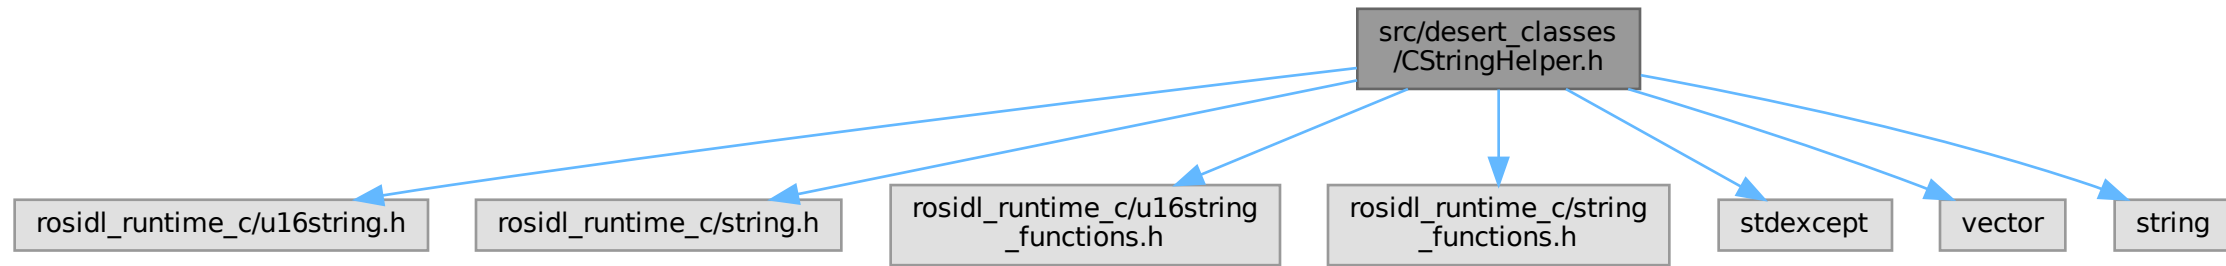 src/desert_classes
/CStringHelper.h
rosidl_runtime_c/u16string.h
rosidl_runtime_c/string.h
rosidl_runtime_c/u16string
_functions.h
rosidl_runtime_c/string
_functions.h
stdexcept
vector
string